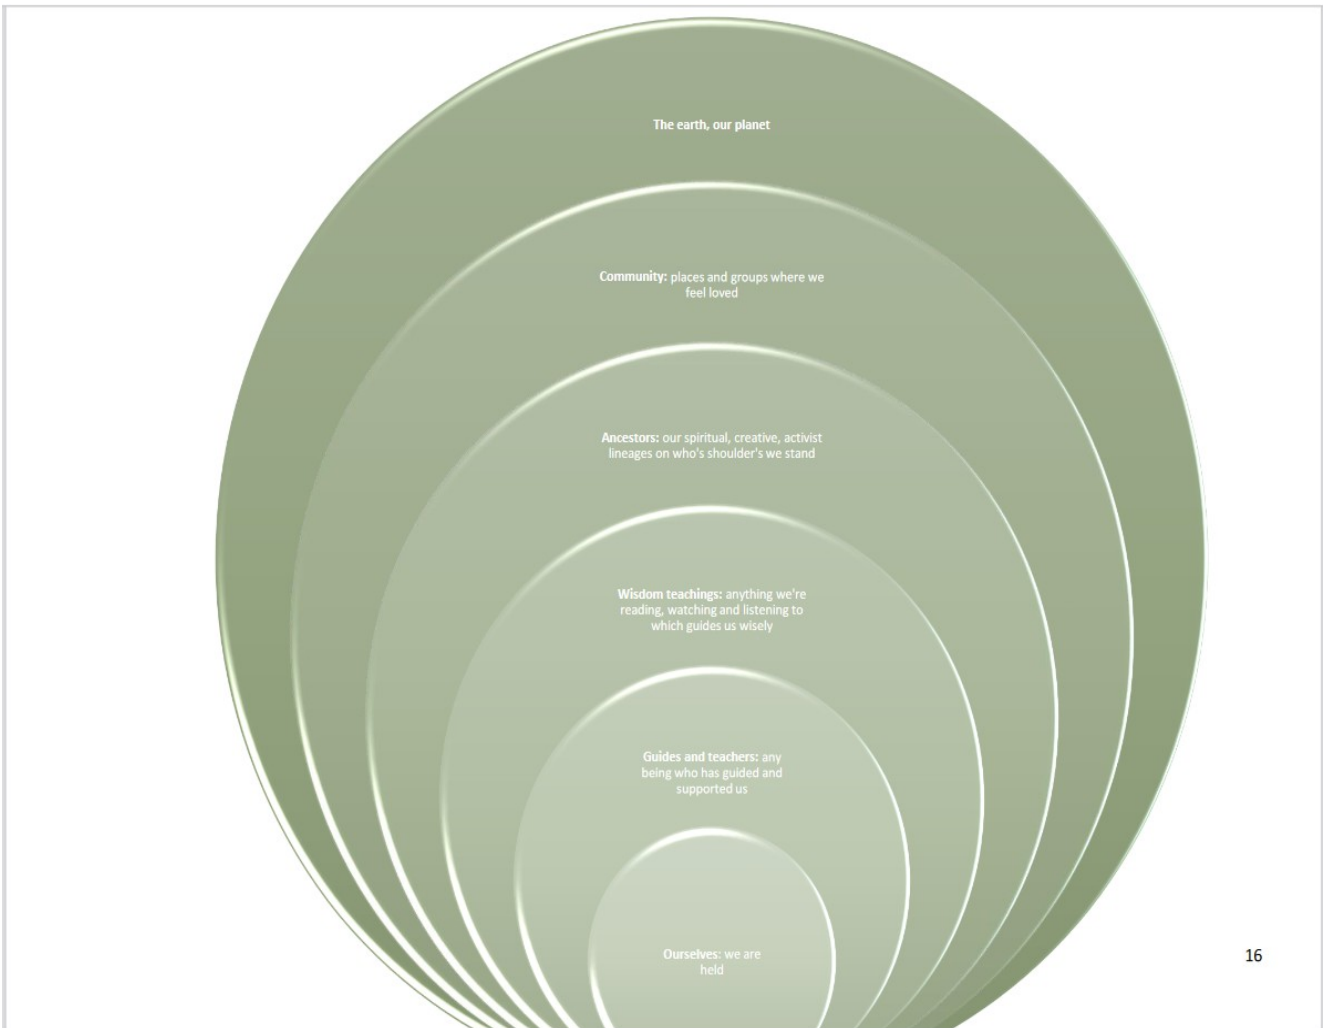 The earth, our planet
Community: places and groups where we
feel loved
Ancestors: our spiritual, creative, activist
lineages on who's shoulder's we stand
Wisdom teachings: anything we're
reading, watching and listening to
which guides us wisely
Guides and teachers: any
being who has guided and
supported us
Ourselves: we are
held
16